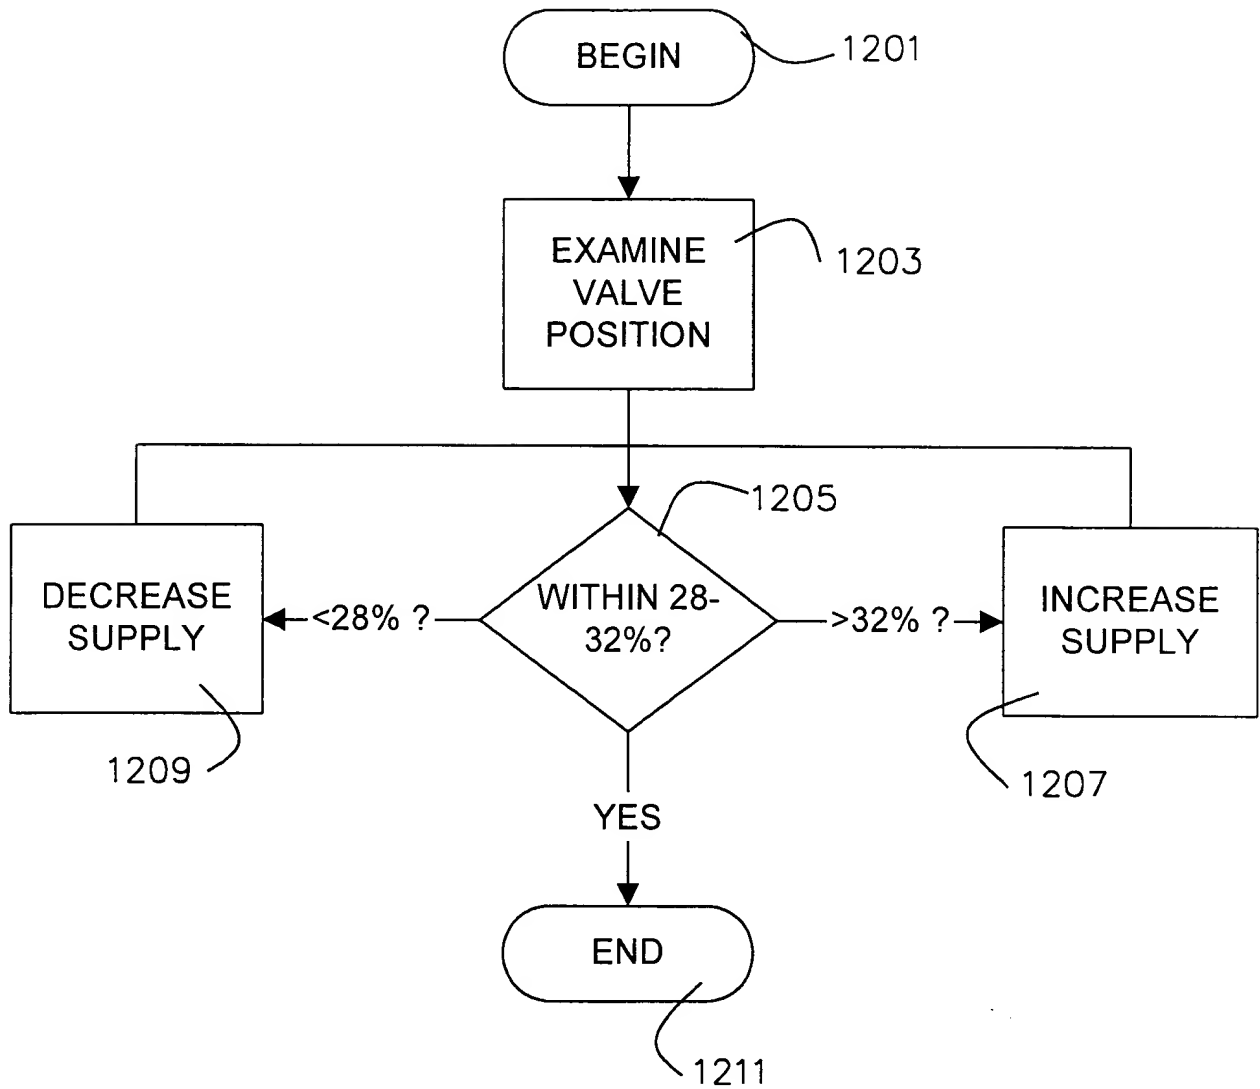 BEGIN
1201
EXAMINE
VALVE
POSITION
1203
1205
DECREASE
SUPPLY
<28% ?
WITHIN 28-
32%?
>32% ?
INCREASE
SUPPLY
1209
1207
YES
END
1211